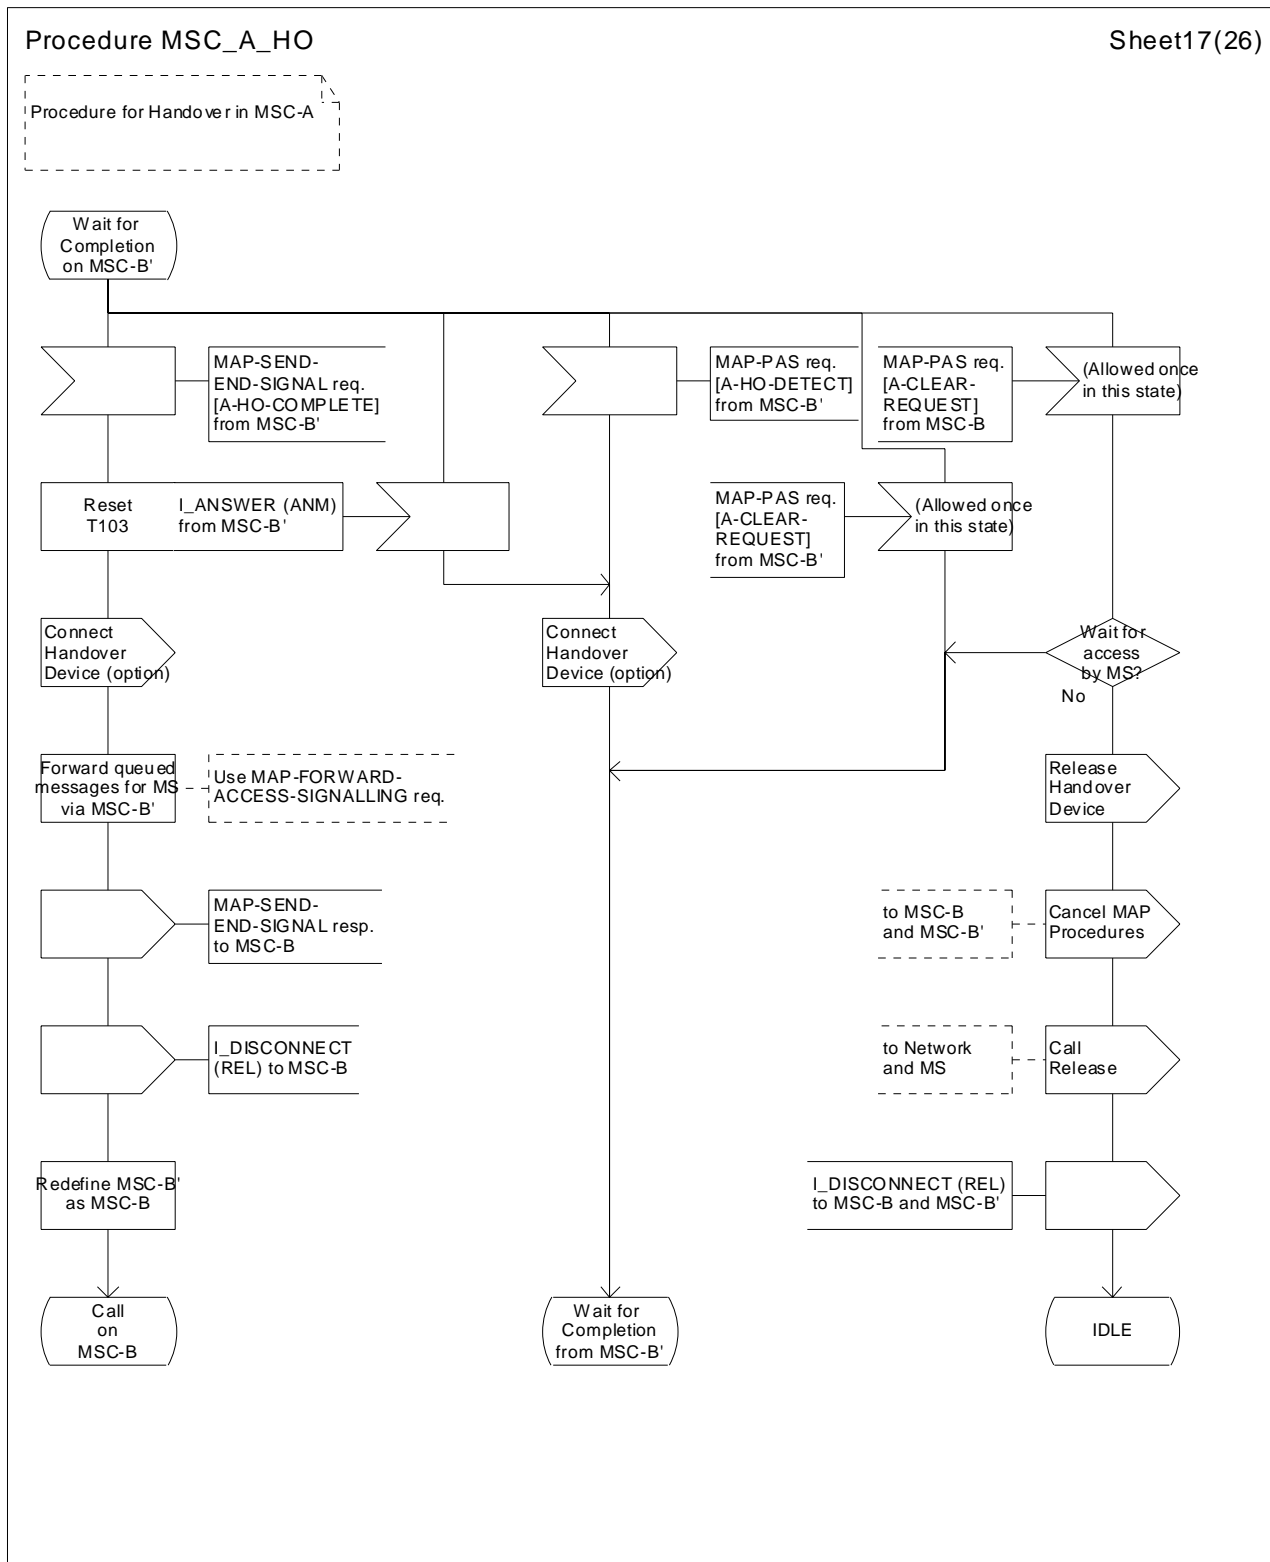 Procedure MSC_A_HO
Sheet17(26)
Procedure for Handover in MSC-A
Wait for
Completion
on MSC-B'
MAP-SEND-
END-SIGNAL req.
[A-HO-COMPLETE]
from MSC-B'
MAP-PAS req.
[A-HO-DETECT]
from MSC-B'
MAP-PAS req.
[A-CLEAR-
REQUEST]
from MSC-B
(Allowed once
in this state)
Reset
T103
I_ANSWER (ANM)
from MSC-B'
MAP-PAS req.
[A-CLEAR-
REQUEST]
from MSC-B'
(Allowed once
in this state)
Connect
Handover
Device (option)
Connect
Handover
Device (option)
Wait for
access
by MS?
No
Forward queued
messages for MS
via MSC-B'
Use MAP-FORWARD-
ACCESS-SIGNALLING req.
Release
Handover
Device
MAP-SEND-
END-SIGNAL resp.
to MSC-B
to MSC-B
and MSC-B'
Cancel MAP
Procedures
I_DISCONNECT
(REL) to MSC-B
to Network
and MS
Call
Release
Redefine MSC-B'
as MSC-B
I_DISCONNECT (REL)
to MSC-B and MSC-B'
Call
on
MSC-B
Wait for
Completion
from MSC-B'
IDLE